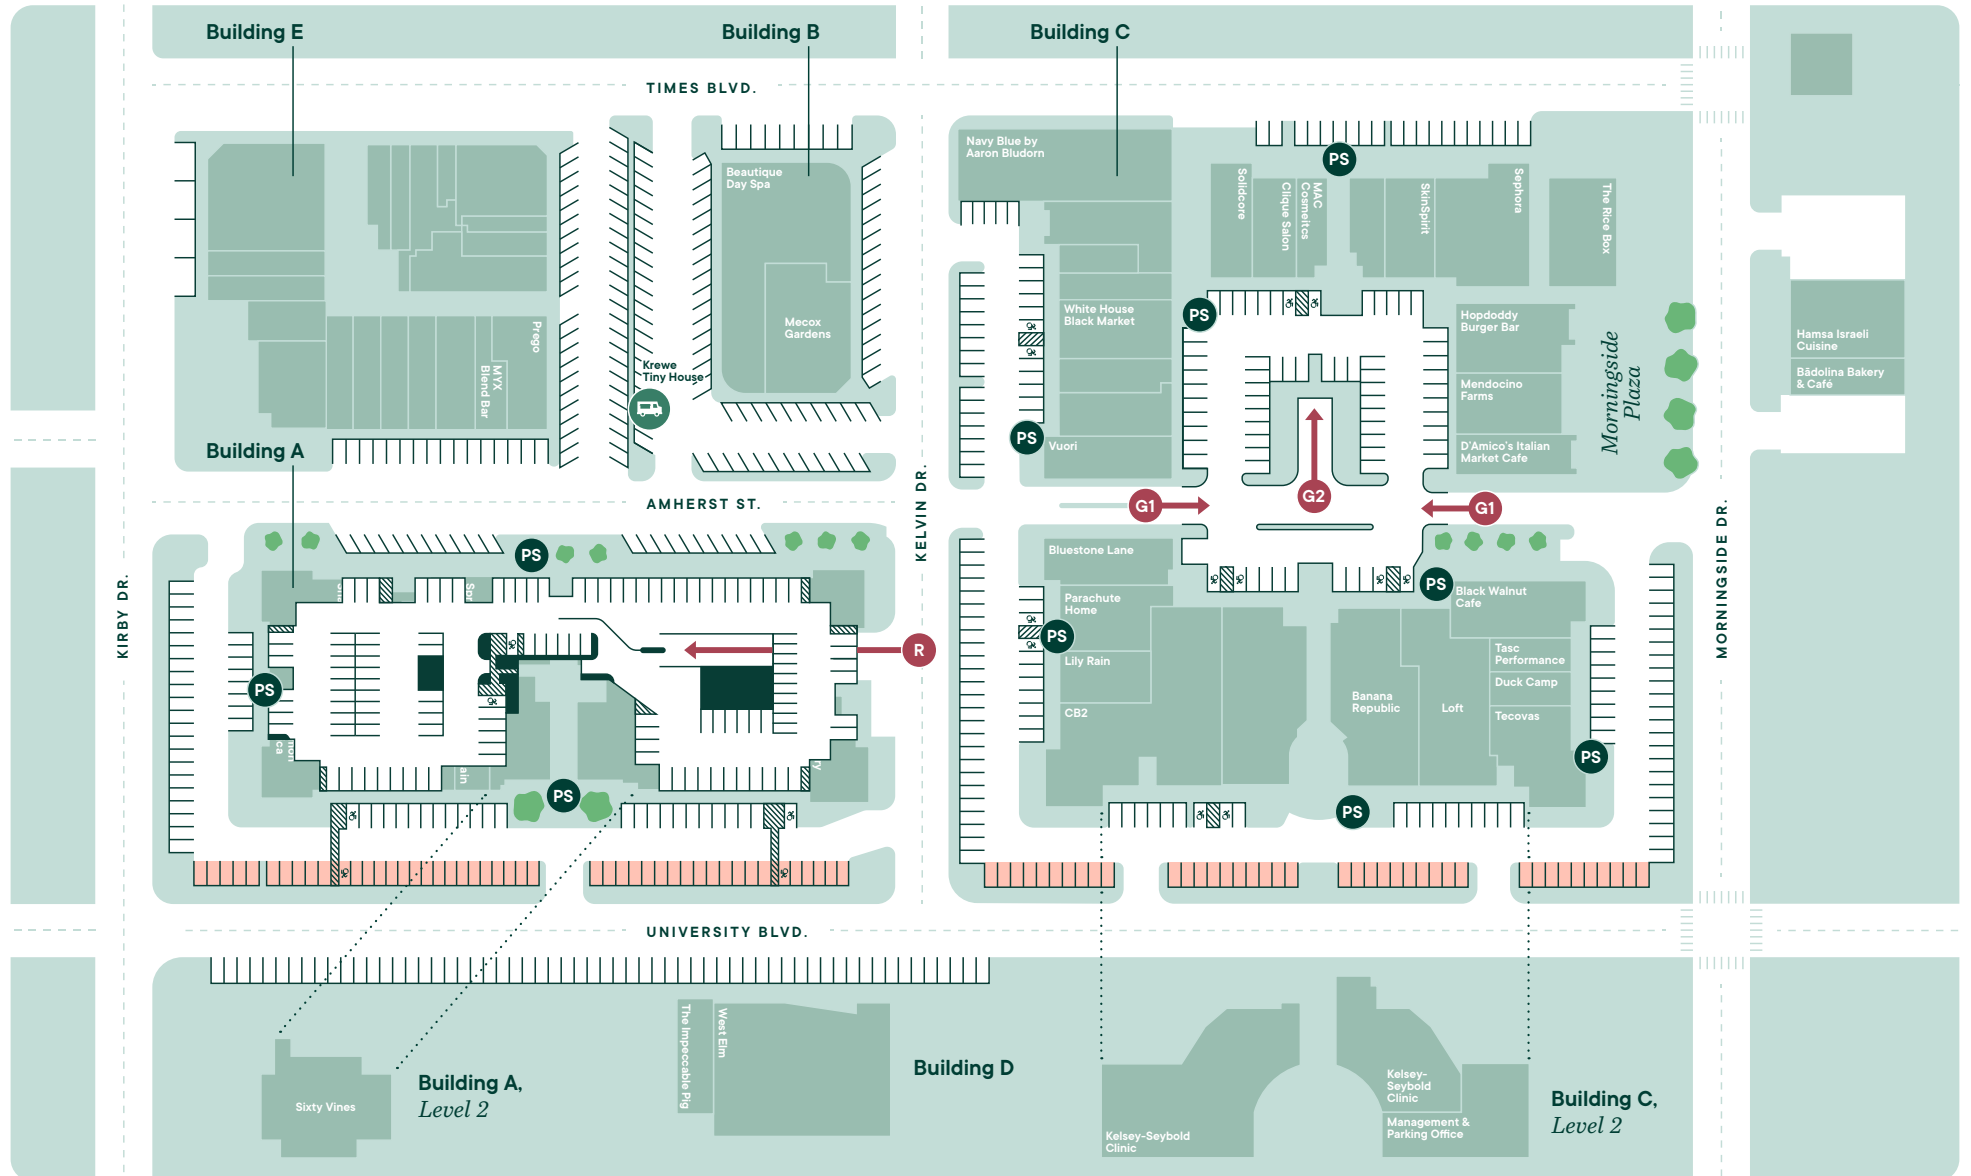 Building E
Building B
Building C
TIMES BLVD.
Navy Blue by
Aaron Bludorn
Beautique
Day Spa
Solidcore
Clique Salon
MAC
Cosmeitcs
SkinSpirit
Sephora
The Rice Box
PS
PS
White House
Black Market
Hopdoddy
Burger Bar
Mecox
Gardens
Prego
MYX
Blend Bar
Krewe
Tiny House
Mendocino
Farms
Morningside
Plaza
Hamsa Israeli
Cuisine
Bādolina Bakery
& Café
PS
Vuori
D'Amico's Italian
Market Cafe
Building A
AMHERST ST.
KELVIN DR.
G1
G2
G1
MORNINGSIDE DR.
KIRBY DR.
PS
Bluestone Lane
PS
Black Walnut
Cafe
Parachute
Home
PS
Lily Rain
CB2
R
PS
Tasc
Performance
Duck Camp
Tecovas
Banana
Republic
Loft
PS
PS
PS
ain
UNIVERSITY BLVD.
The Impeccable Pig
West Elm
Building D
Building A,
Level 2
Sixty Vines
Kelsey-
Seybold
Clinic
Management &
Parking Office
Kelsey-Seybold
Clinic
Building C,
Level 2